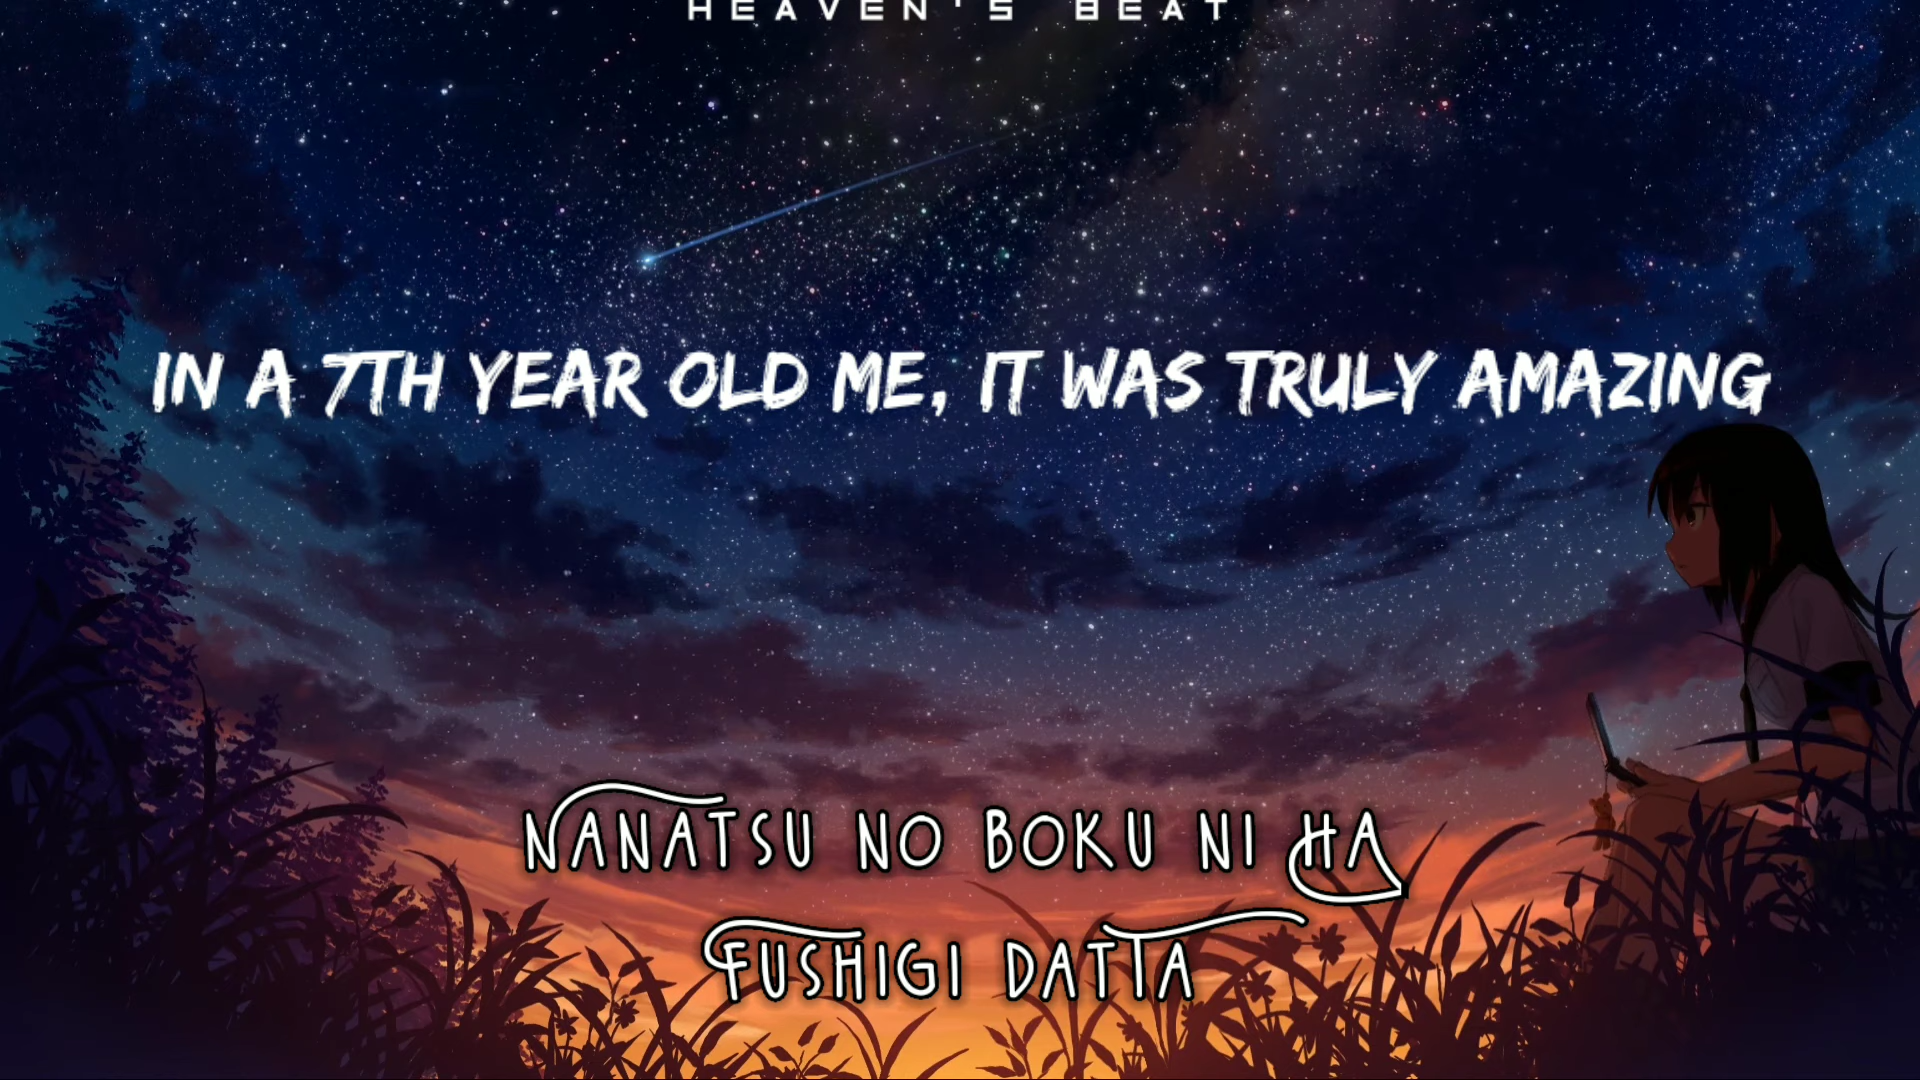 HEAVEN'S BEAT
IN A 7TH YEAR OLD ME, IT WAS TRULY AMAZING
NANATSU NO BOKU NI HA
FUSHIGI DATTA